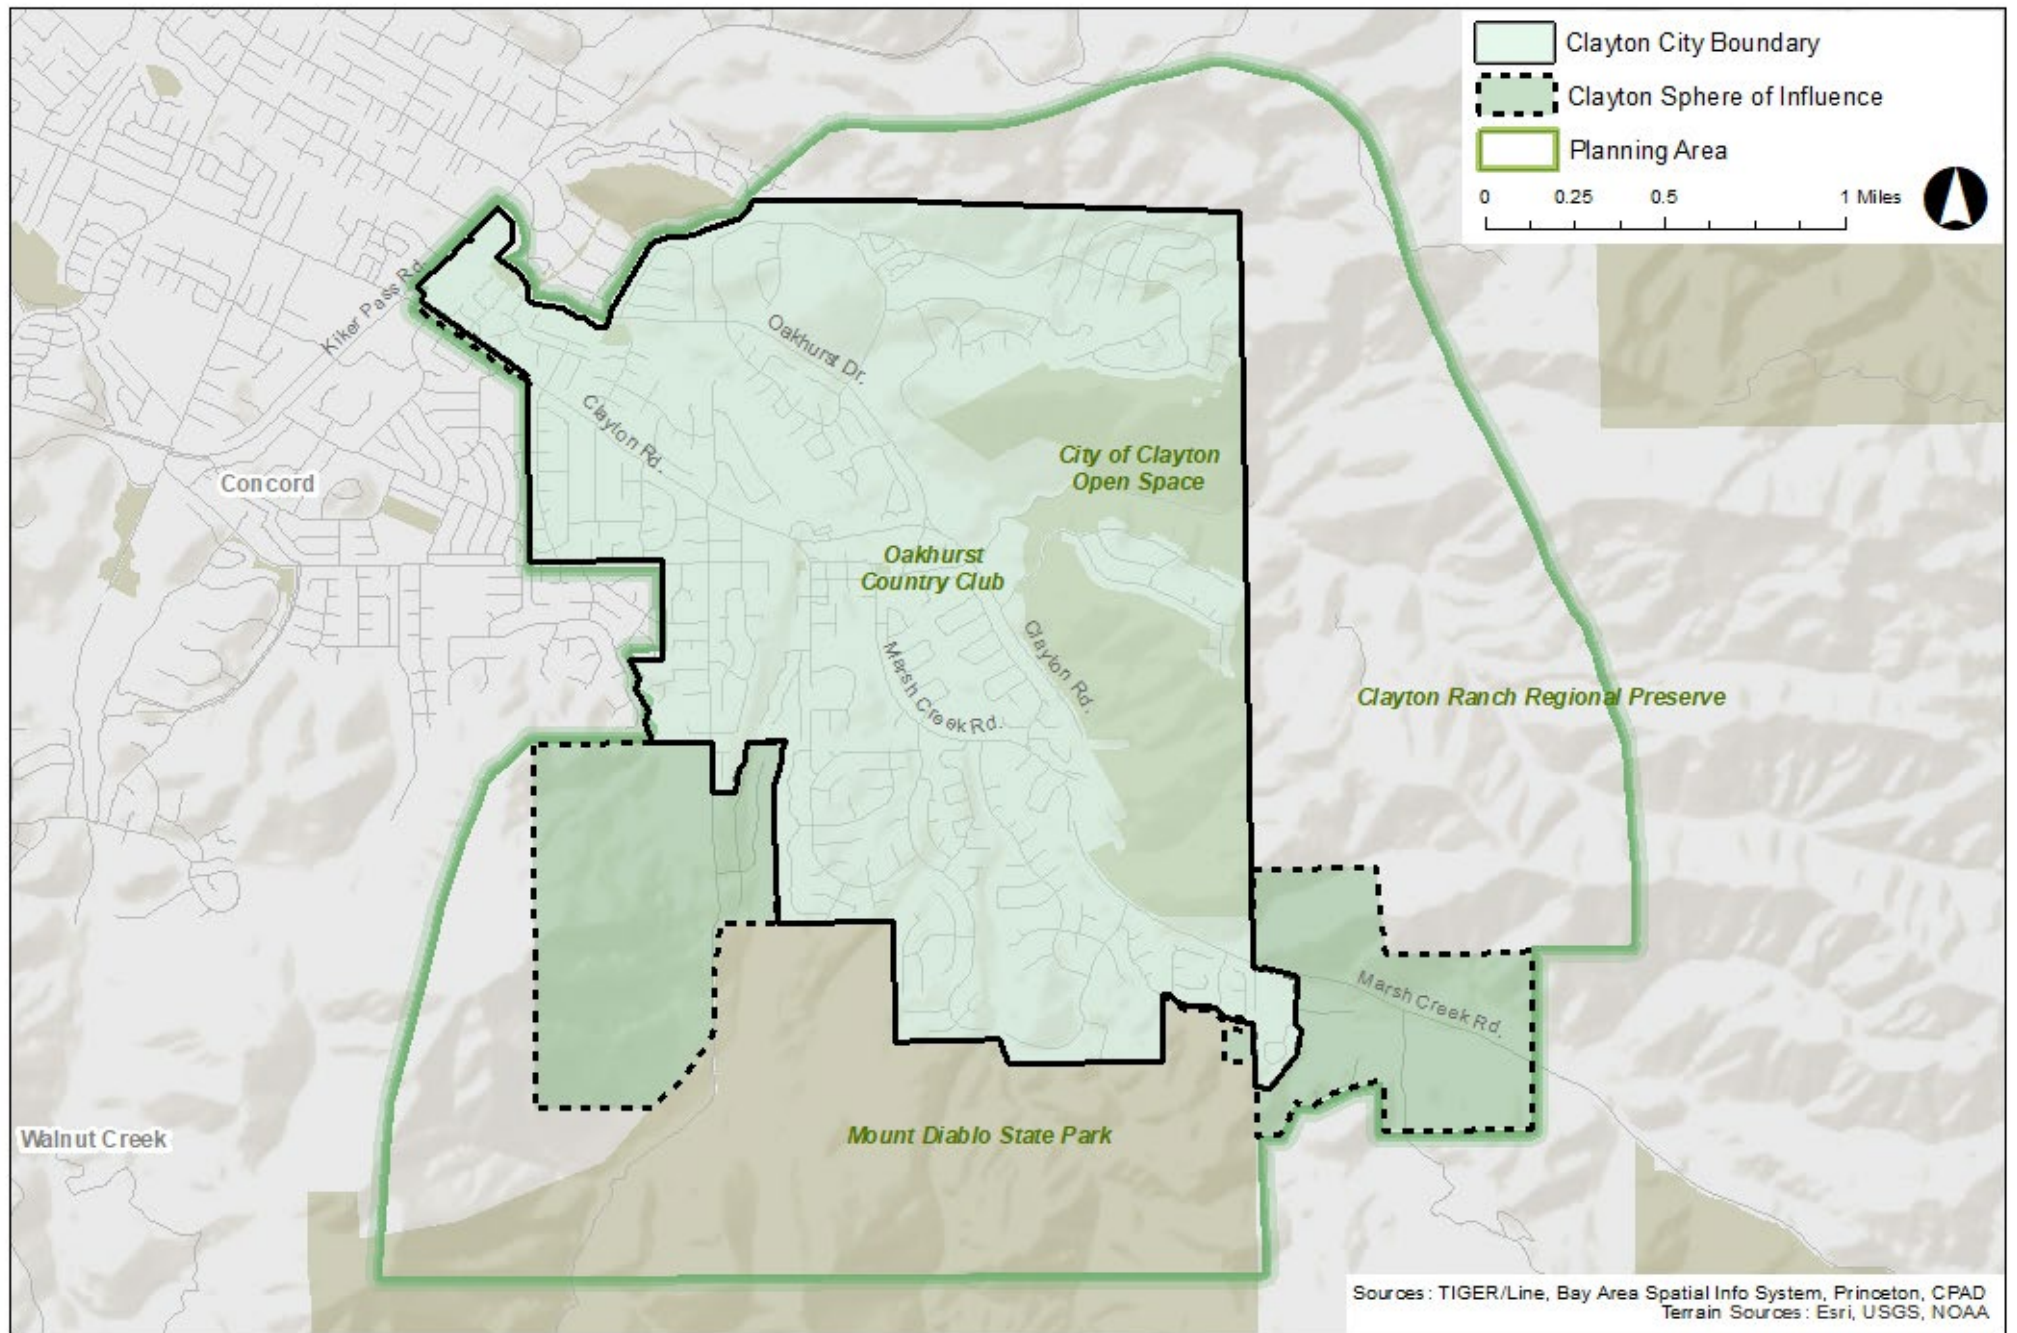 Clayton City Boundary
Clayton Sphere of Influence
Planning Area
0 0.25 0.5 1 Miles
Kiker Pass Rd.
Oakhurst Dr.
Clayton Rd.
City of Clayton
Open Space
Concord
Oakhurst
Country Club
Clayton Rd.
Marsh Creek Rd.
Clayton Ranch Regional Preserve
Marsh Creek Rd.
Mount Diablo State Park
Walnut Creek
Sources: TIGER/Line, Bay Area Spatial Info System, Princeton, CPAD
Terrain Sources: Esri, USGS, NOAA